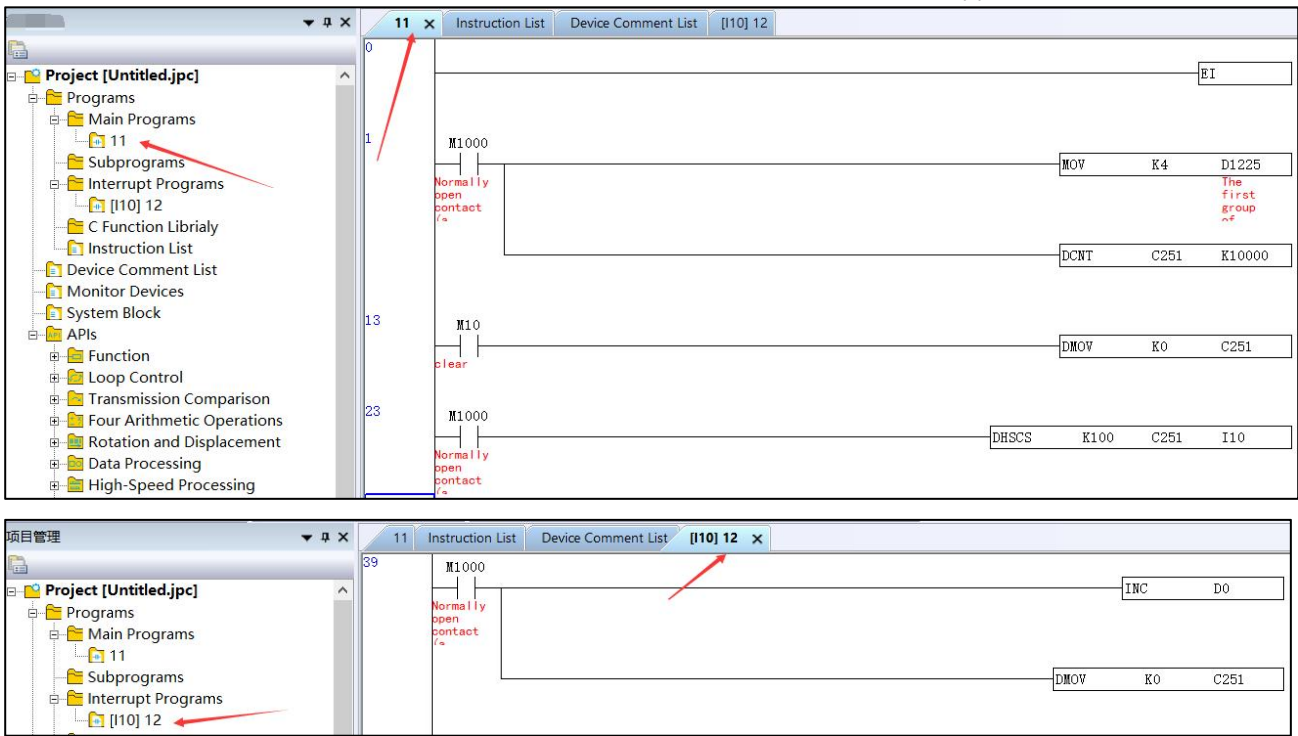 11 Instruction List Device Comment List [I10] 12
Project [Untitled.jpc]
Programs
Main Programs
11
Subprograms
Interrupt Programs
[I10] 12
C Function Librialy
Instruction List
Device Comment List
Monitor Devices
System Block
APIs
Function
Loop Control
Transmission Comparison
Four Arithmetic Operations
Rotation and Displacement
Data Processing
High-Speed Processing
0
EI
1
M1000
Normally
open
contact
(a
MOV K4 D1225
The
first
group
of
DCNT C251 K10000
13
M10
clear
DMOV K0 C251
23
M1000
Normally
open
contact
(a
DHSCS K100 C251 I10
项目管理
11 Instruction List Device Comment List [I10] 12
Project [Untitled.jpc]
Programs
Main Programs
11
Subprograms
Interrupt Programs
[I10] 12
39
M1000
Normally
open
contact
(a
INC D0
DMOV K0 C251